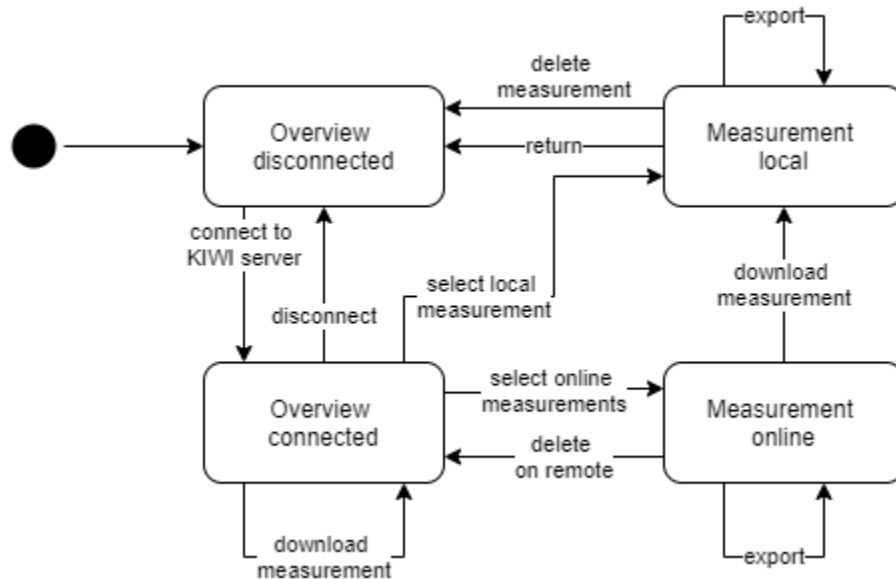 export
delete
measurement
Overview
disconnected
Measurement
local
return
connect to
KIWI server
select local
measurement
download
measurement
disconnect
select online
measurements
Overview
connected
Measurement
online
delete
on remote
download
measurement
export